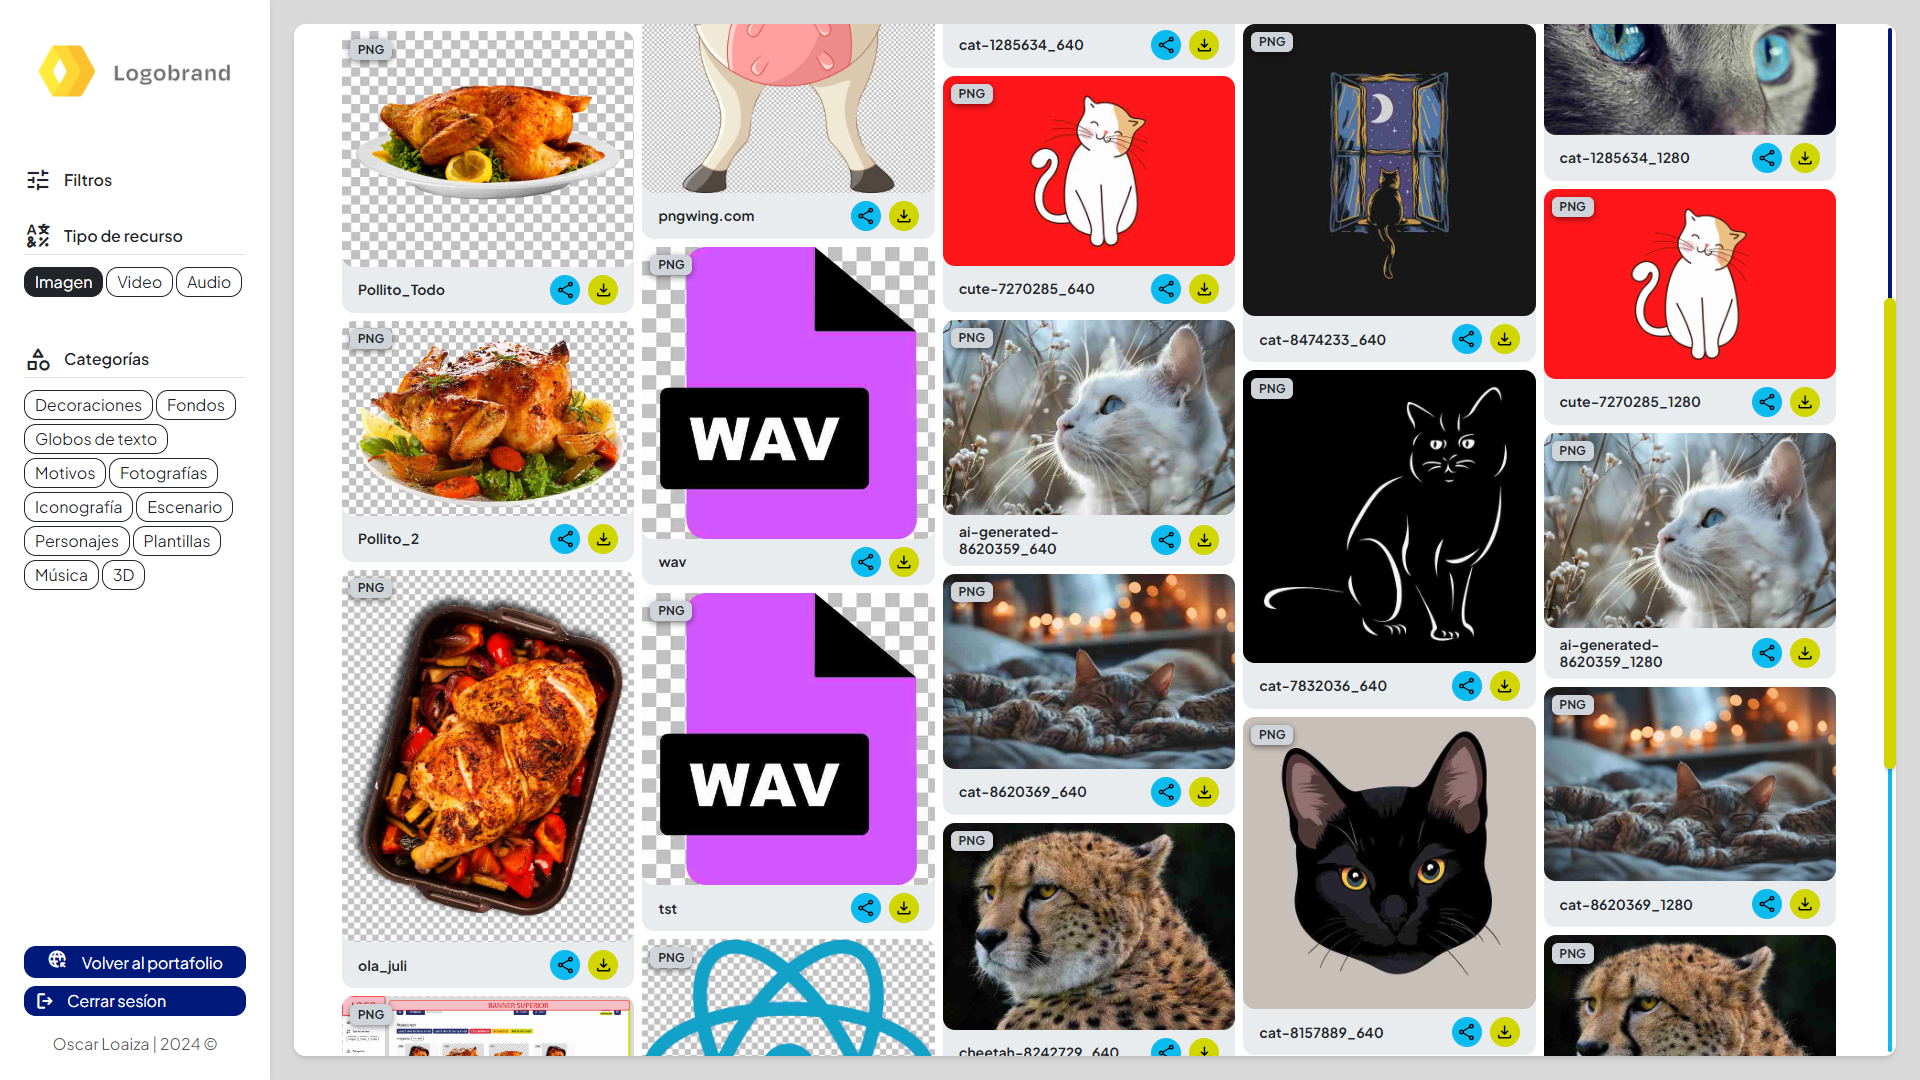 Logobrand
Filtros
Tipo de recurso
Imagen
Video
Audio
Categorías
Decoraciones
Fondos
Globos de texto
Motivos
Fotografías
Iconografía
Escenario
Personajes
Plantillas
Música
3D
Volver al portafolio
Cerrar sesíon
Oscar Loaiza | 2024 ©
PNG
Pollito_Todo
PNG
Pollito_2
PNG
ola_juli
PNG
BANNER SUPERIOR
pngwing.com
PNG
WAV
wav
PNG
WAV
tst
PNG
cat-1285634_640
PNG
cute-7270285_640
PNG
ai-generated-
8620359_640
PNG
cat-8620369_640
PNG
cheetah-8242729_640
PNG
cat-8474233_640
PNG
cat-7832036_640
PNG
cat-8157889_640
cat-1285634_1280
PNG
cute-7270285_1280
PNG
ai-generated-
8620359_1280
PNG
cat-8620369_1280
PNG